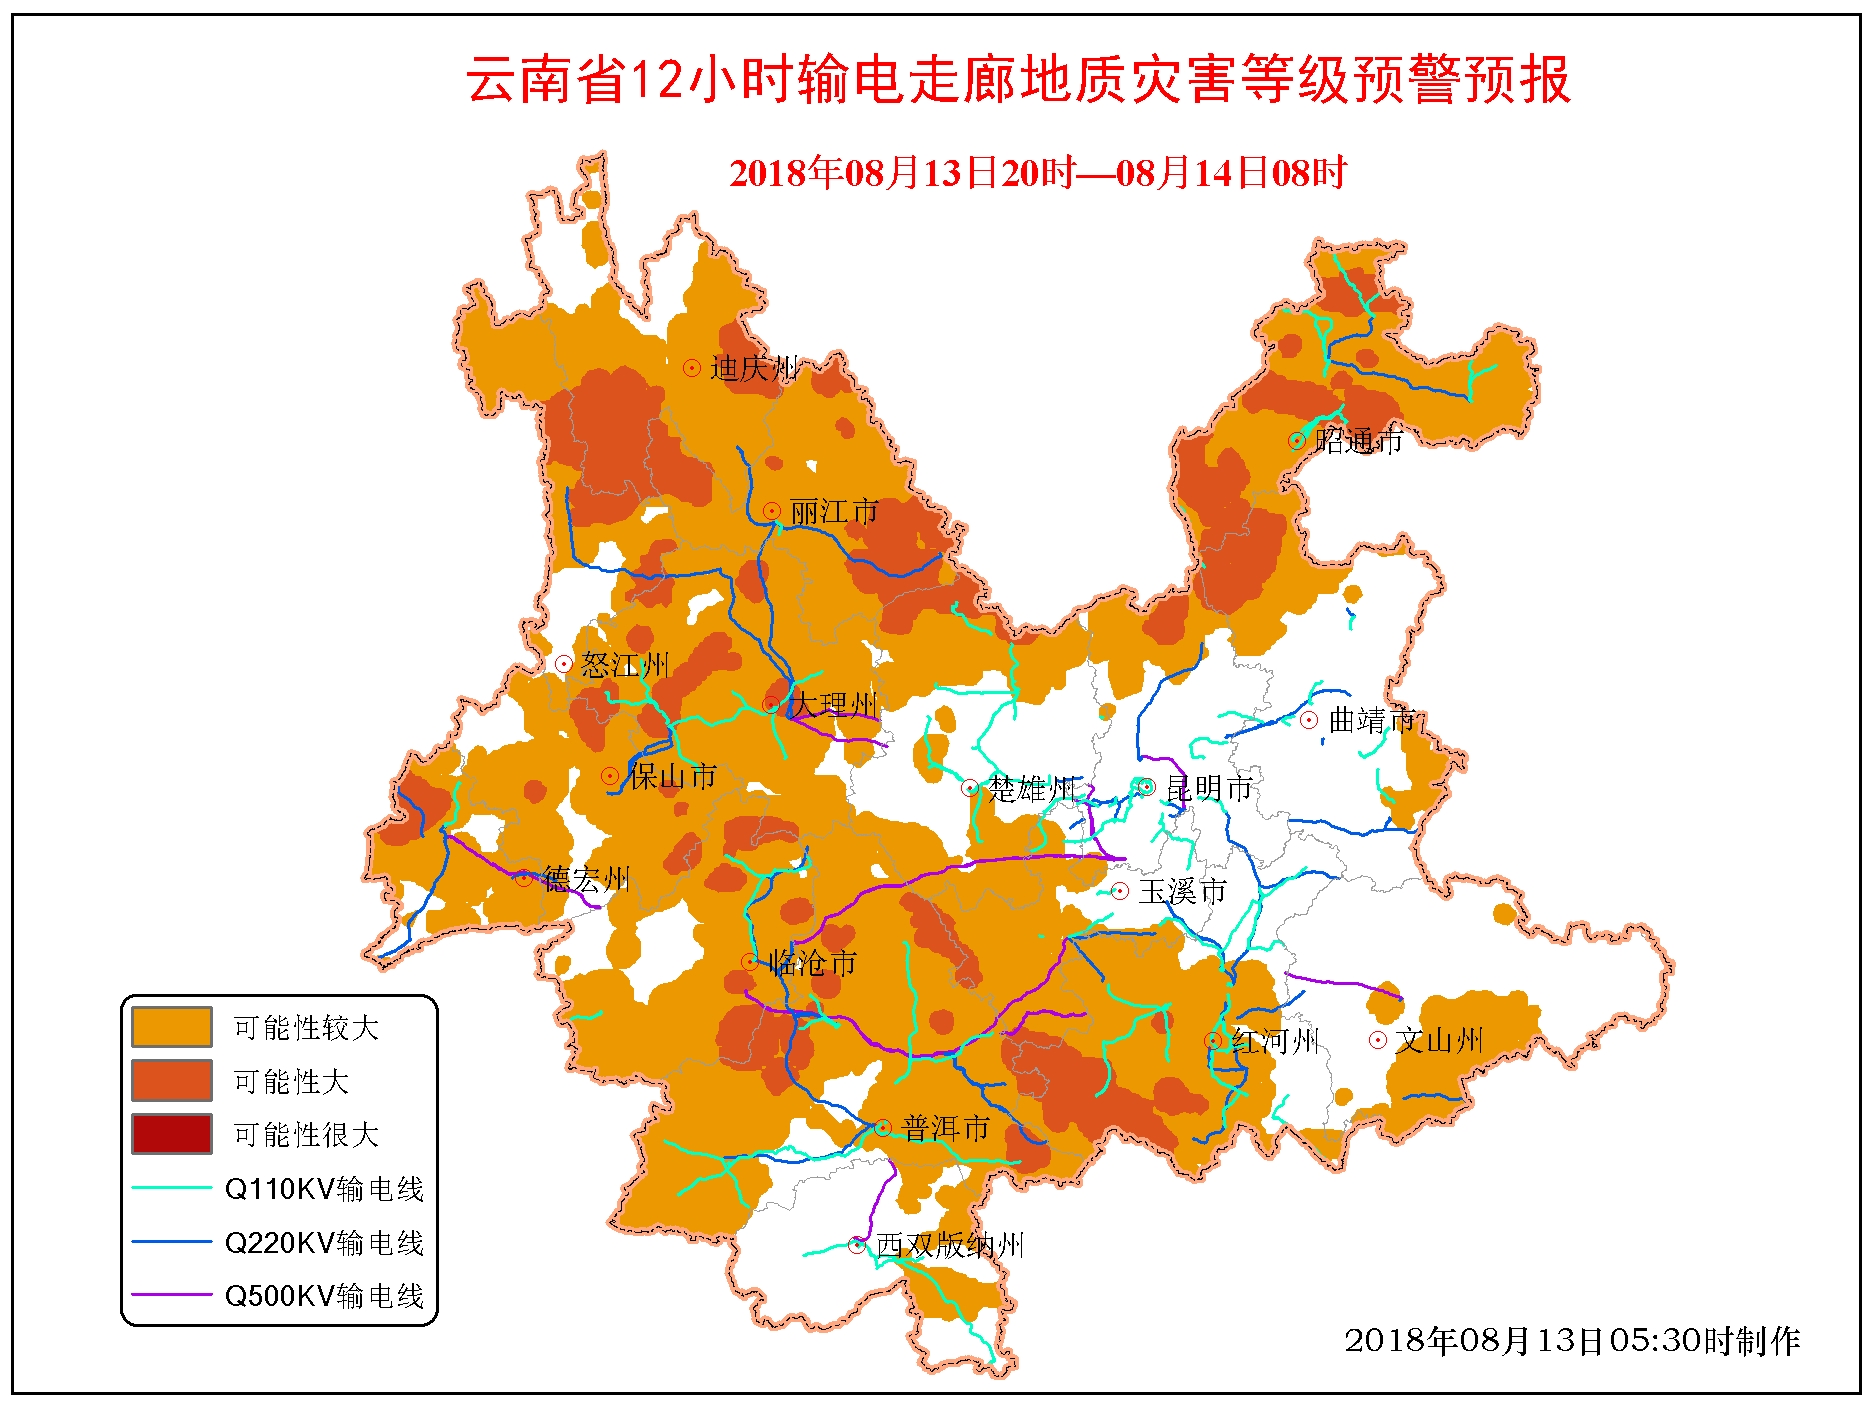 云南省12小时输电走廊地质灾害等级预警预报
2018年08月13日20时—08月14日08时
迪庆州
昭通市
丽江市
怒江州
大理州
曲靖市
保山市
楚雄州
昆明市
德宏州
玉溪市
临沧市
红河州
文山州
普洱市
西双版纳州
可能性较大
可能性大
可能性很大
Q110KV输电线
Q220KV输电线
Q500KV输电线
2018年08月13日05:30时制作